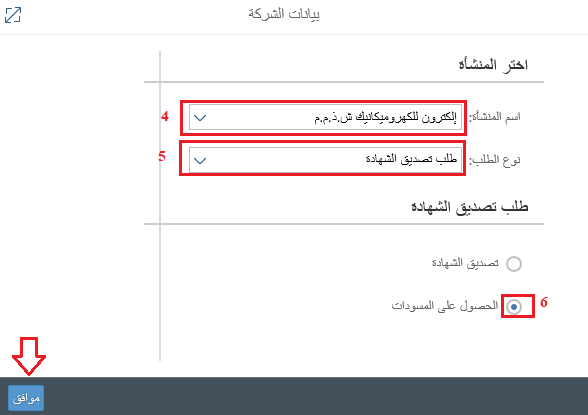 بيانات الشركة
اختر المنشأة
اسم المنشأة: إلكترون للكهروميكانيك ش.ذ.م.م 4
نوع الطلب: طلب تصديق الشهادة 5
طلب تصديق الشهادة
تصديق الشهادة
6 الحصول على المسودات
موافق